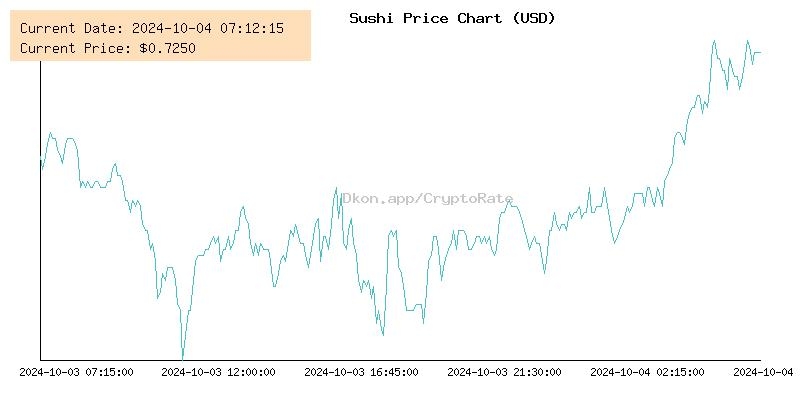 Sushi Price Chart (USD)
Current Date: 2024-10-04 07:12:15
Current Price: $0.7250
Dkon.app/CryptoRate
2024-10-03 07:15:00 2024-10-03 12:00:00 2024-10-03 16:45:00 2024-10-03 21:30:00 2024-10-04 02:15:00 2024-10-04